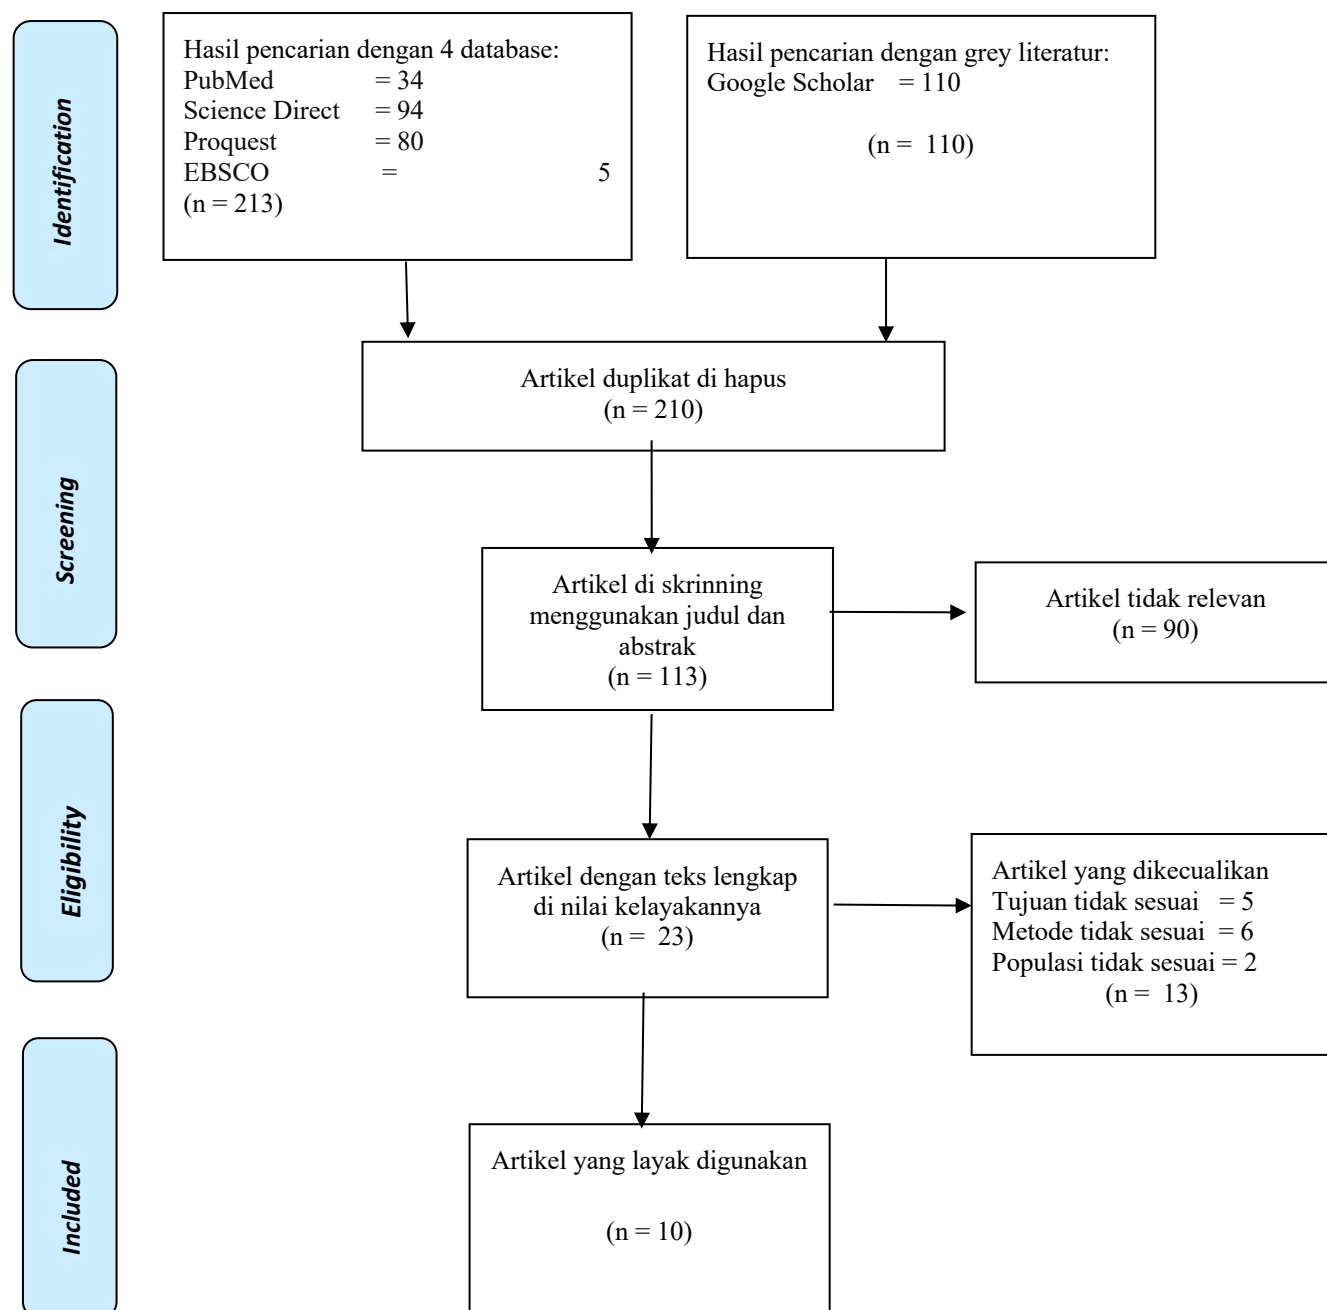 Identification
Hasil pencarian dengan 4 database:
PubMed = 34
Science Direct = 94
Proquest = 80
EBSCO = 5
(n = 213)
Hasil pencarian dengan grey literatur:
Google Scholar = 110
(n = 110)
Artikel duplikat di hapus
(n = 210)
Screening
Artikel di skrinning
menggunakan judul dan
abstrak
(n = 113)
Artikel tidak relevan
(n = 90)
Eligibility
Artikel dengan teks lengkap
di nilai kelayakannya
(n = 23)
Artikel yang dikecualikan
Tujuan tidak sesuai = 5
Metode tidak sesuai = 6
Populasi tidak sesuai = 2
(n = 13)
Included
Artikel yang layak digunakan
(n = 10)